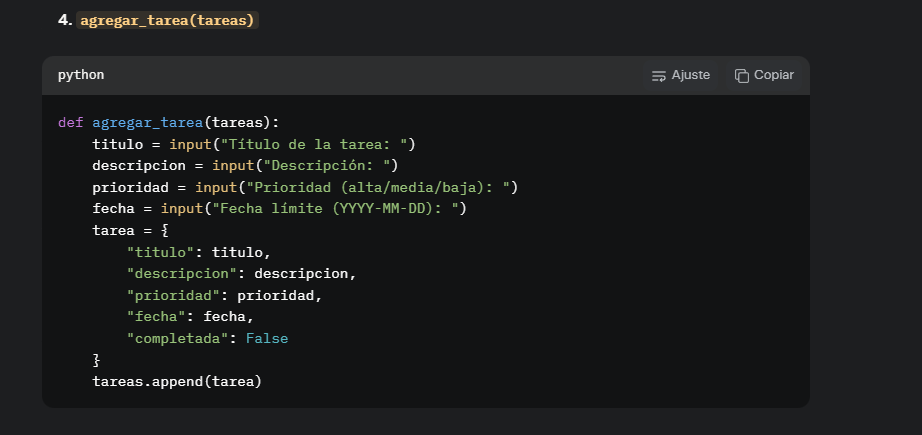 4. agregar_tarea(tareas)
python
Ajuste
Copiar
def agregar_tarea(tareas):
    titulo = input("Título de la tarea: ")
    descripcion = input("Descripción: ")
    prioridad = input("Prioridad (alta/media/baja): ")
    fecha = input("Fecha límite (YYYY-MM-DD): ")
    tarea = {
        "titulo": titulo,
        "descripcion": descripcion,
        "prioridad": prioridad,
        "fecha": fecha,
        "completada": False
    }
    tareas.append(tarea)